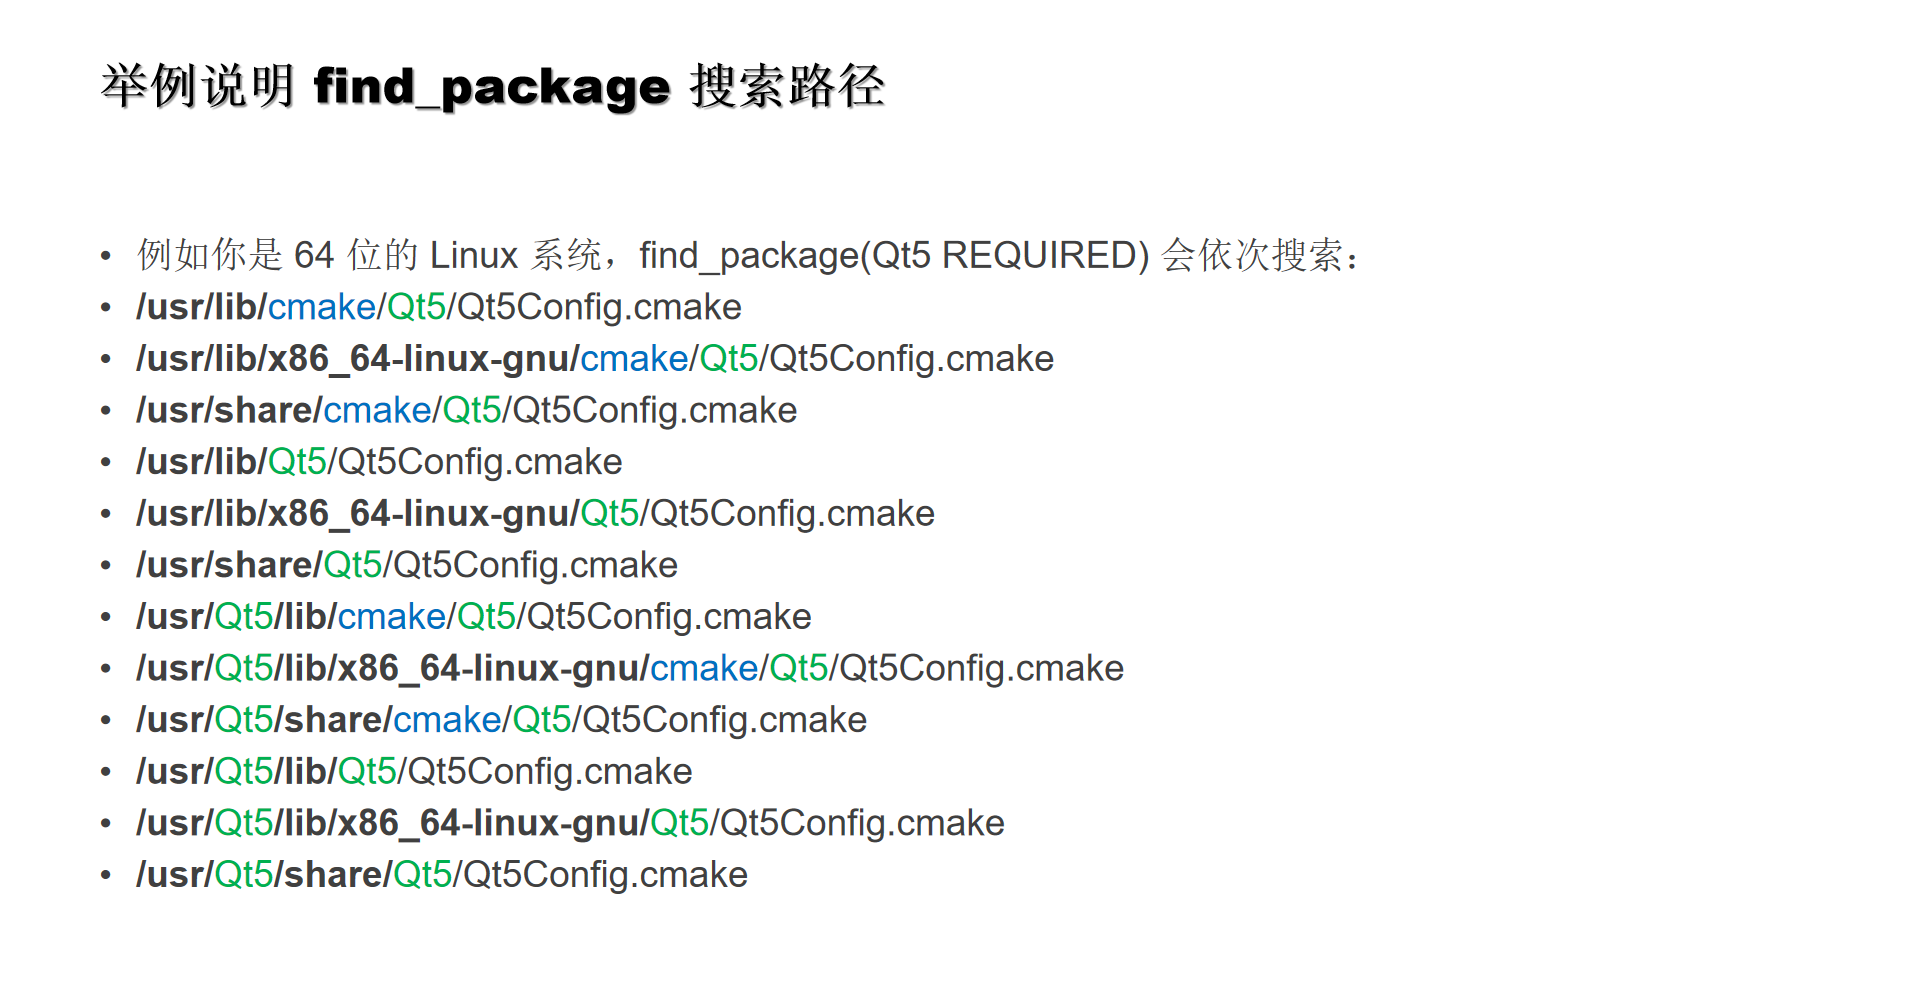 举例说明 find_package 搜索路径
• 例如你是 64 位的 Linux 系统，find_package(Qt5 REQUIRED) 会依次搜索：
• /usr/lib/cmake/Qt5/Qt5Config.cmake
• /usr/lib/x86_64-linux-gnu/cmake/Qt5/Qt5Config.cmake
• /usr/share/cmake/Qt5/Qt5Config.cmake
• /usr/lib/Qt5/Qt5Config.cmake
• /usr/lib/x86_64-linux-gnu/Qt5/Qt5Config.cmake
• /usr/share/Qt5/Qt5Config.cmake
• /usr/Qt5/lib/cmake/Qt5/Qt5Config.cmake
• /usr/Qt5/lib/x86_64-linux-gnu/cmake/Qt5/Qt5Config.cmake
• /usr/Qt5/share/cmake/Qt5/Qt5Config.cmake
• /usr/Qt5/lib/Qt5/Qt5Config.cmake
• /usr/Qt5/lib/x86_64-linux-gnu/Qt5/Qt5Config.cmake
• /usr/Qt5/share/Qt5/Qt5Config.cmake